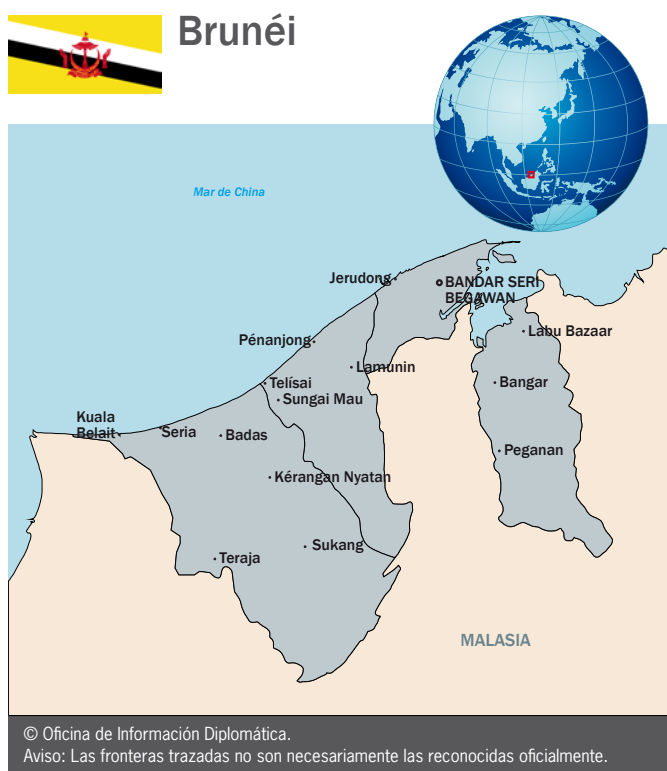 Brunéi
Mar de China
Jerudong
BANDAR SERI
BEGAWAN
Labu Bazaar
Pénanjong
Lamunin
Telísai
Bangar
Sungai Mau
Kuala
Belait
Seria
Badas
Peganan
Kérangan Nyatan
Sukang
Teraja
MALASIA
© Oficina de Información Diplomática.
Aviso: Las fronteras trazadas no son necesariamente las reconocidas oficialmente.